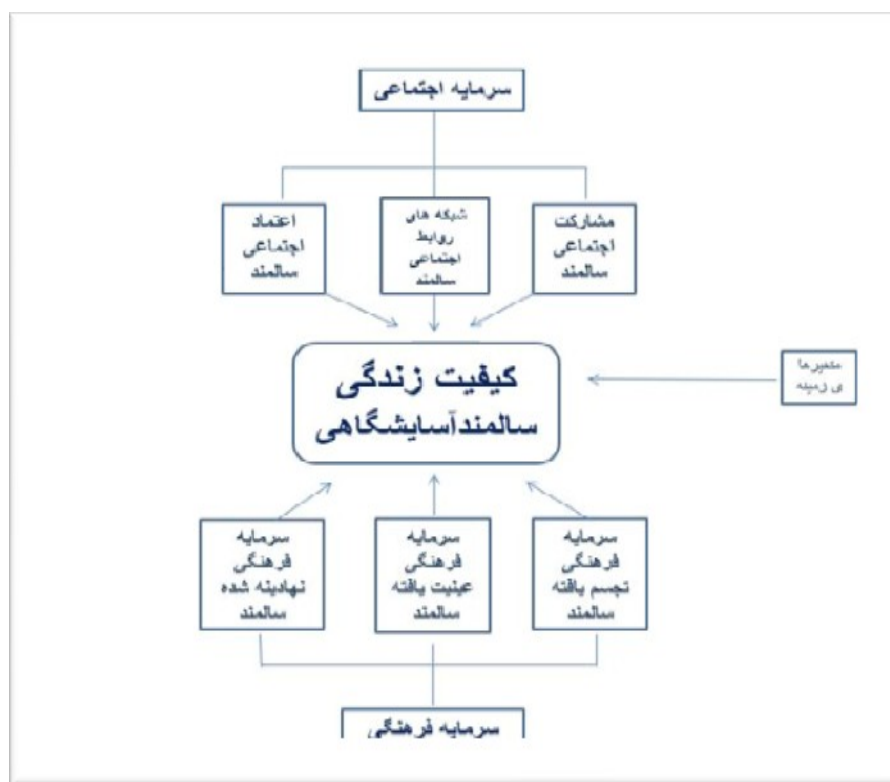 سرمایه اجتماعی
مشارکت
اجتماعی
سالمند
شبکه های
روابط
اجتماعی
سالمند
اعتماد
اجتماعی
سالمند
کیفیت زندگی
سالمندآسایشگاهی
متغیرها
ی زمینه
سرمایه
فرهنگی
تجسم یافته
سالمند
سرمایه
فرهنگی
عینیت یافته
سالمند
سرمایه
فرهنگی
نهادینه شده
سالمند
سرمایه فرهنگی